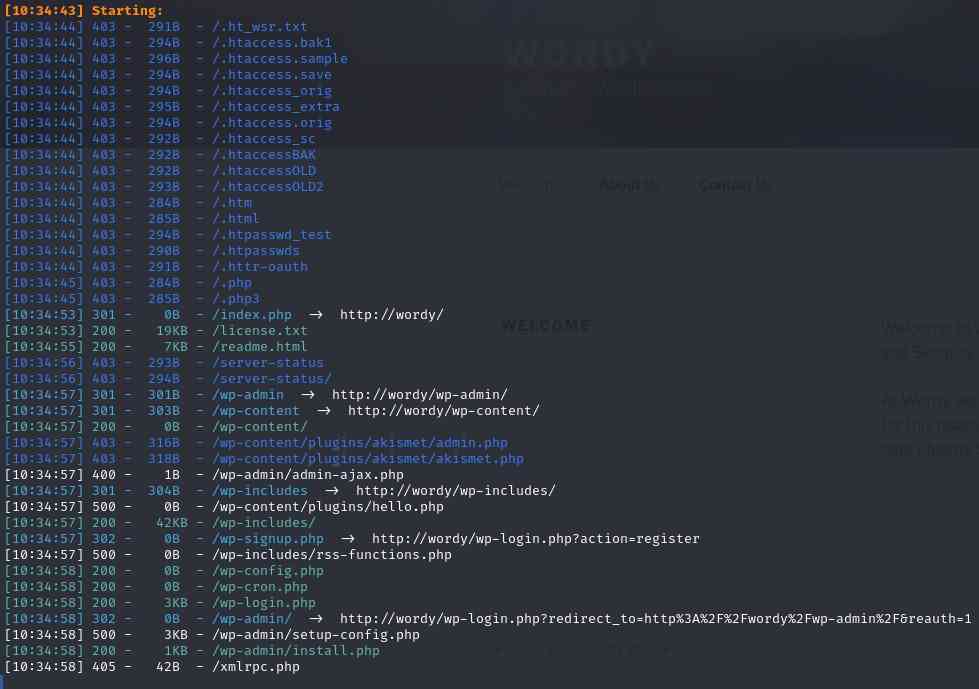 [10:34:43] Starting:
[10:34:44] 403 -   291B  - /.ht_wsr.txt
[10:34:44] 403 -   294B  - /.htaccess.bak1
[10:34:44] 403 -   296B  - /.htaccess.sample
[10:34:44] 403 -   294B  - /.htaccess.save
[10:34:44] 403 -   294B  - /.htaccess_orig
[10:34:44] 403 -   295B  - /.htaccess_extra
[10:34:44] 403 -   294B  - /.htaccess.orig
[10:34:44] 403 -   292B  - /.htaccess_sc
[10:34:44] 403 -   292B  - /.htaccessBAK
[10:34:44] 403 -   292B  - /.htaccessOLD
[10:34:44] 403 -   293B  - /.htaccessOLD2
[10:34:44] 403 -   284B  - /.htm
[10:34:44] 403 -   285B  - /.html
[10:34:44] 403 -   294B  - /.htpasswd_test
[10:34:44] 403 -   290B  - /.htpasswds
[10:34:44] 403 -   291B  - /.httr-oauth
[10:34:45] 403 -   284B  - /.php
[10:34:45] 403 -   285B  - /.php3
[10:34:53] 301 -     0B  - /index.php  →  http://wordy/
[10:34:53] 200 -    19KB - /license.txt
[10:34:55] 200 -     7KB - /readme.html
[10:34:56] 403 -   293B  - /server-status
[10:34:56] 403 -   294B  - /server-status/
[10:34:57] 301 -   301B  - /wp-admin  →  http://wordy/wp-admin/
[10:34:57] 301 -   303B  - /wp-content  →  http://wordy/wp-content/
[10:34:57] 200 -     0B  - /wp-content/
[10:34:57] 403 -   316B  - /wp-content/plugins/akismet/admin.php
[10:34:57] 403 -   318B  - /wp-content/plugins/akismet/akismet.php
[10:34:57] 400 -     1B  - /wp-admin/admin-ajax.php
[10:34:57] 301 -   304B  - /wp-includes  →  http://wordy/wp-includes/
[10:34:57] 500 -     0B  - /wp-content/plugins/hello.php
[10:34:57] 200 -    42KB - /wp-includes/
[10:34:57] 302 -     0B  - /wp-signup.php  →  http://wordy/wp-login.php?action=register
[10:34:57] 500 -     0B  - /wp-includes/rss-functions.php
[10:34:58] 200 -     0B  - /wp-config.php
[10:34:58] 200 -     0B  - /wp-cron.php
[10:34:58] 200 -     3KB - /wp-login.php
[10:34:58] 302 -     0B  - /wp-admin/  →  http://wordy/wp-login.php?redirect_to=http%3A%2F%2Fwordy%2Fwp-admin%2F&reauth=1
[10:34:58] 500 -     3KB - /wp-admin/setup-config.php
[10:34:58] 200 -     1KB - /wp-admin/install.php
[10:34:58] 405 -    42B  - /xmlrpc.php
WORDY
About Us Contact Us
WELCOME
Welcome to